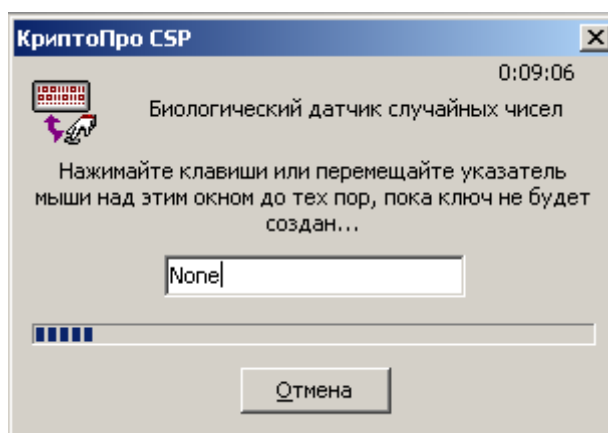 КриптоПро CSP
0:09:06
Биологический датчик случайных чисел
Нажимайте клавиши или перемещайте указатель
мыши над этим окном до тех пор, пока ключ не будет
создан...
None
Отмена